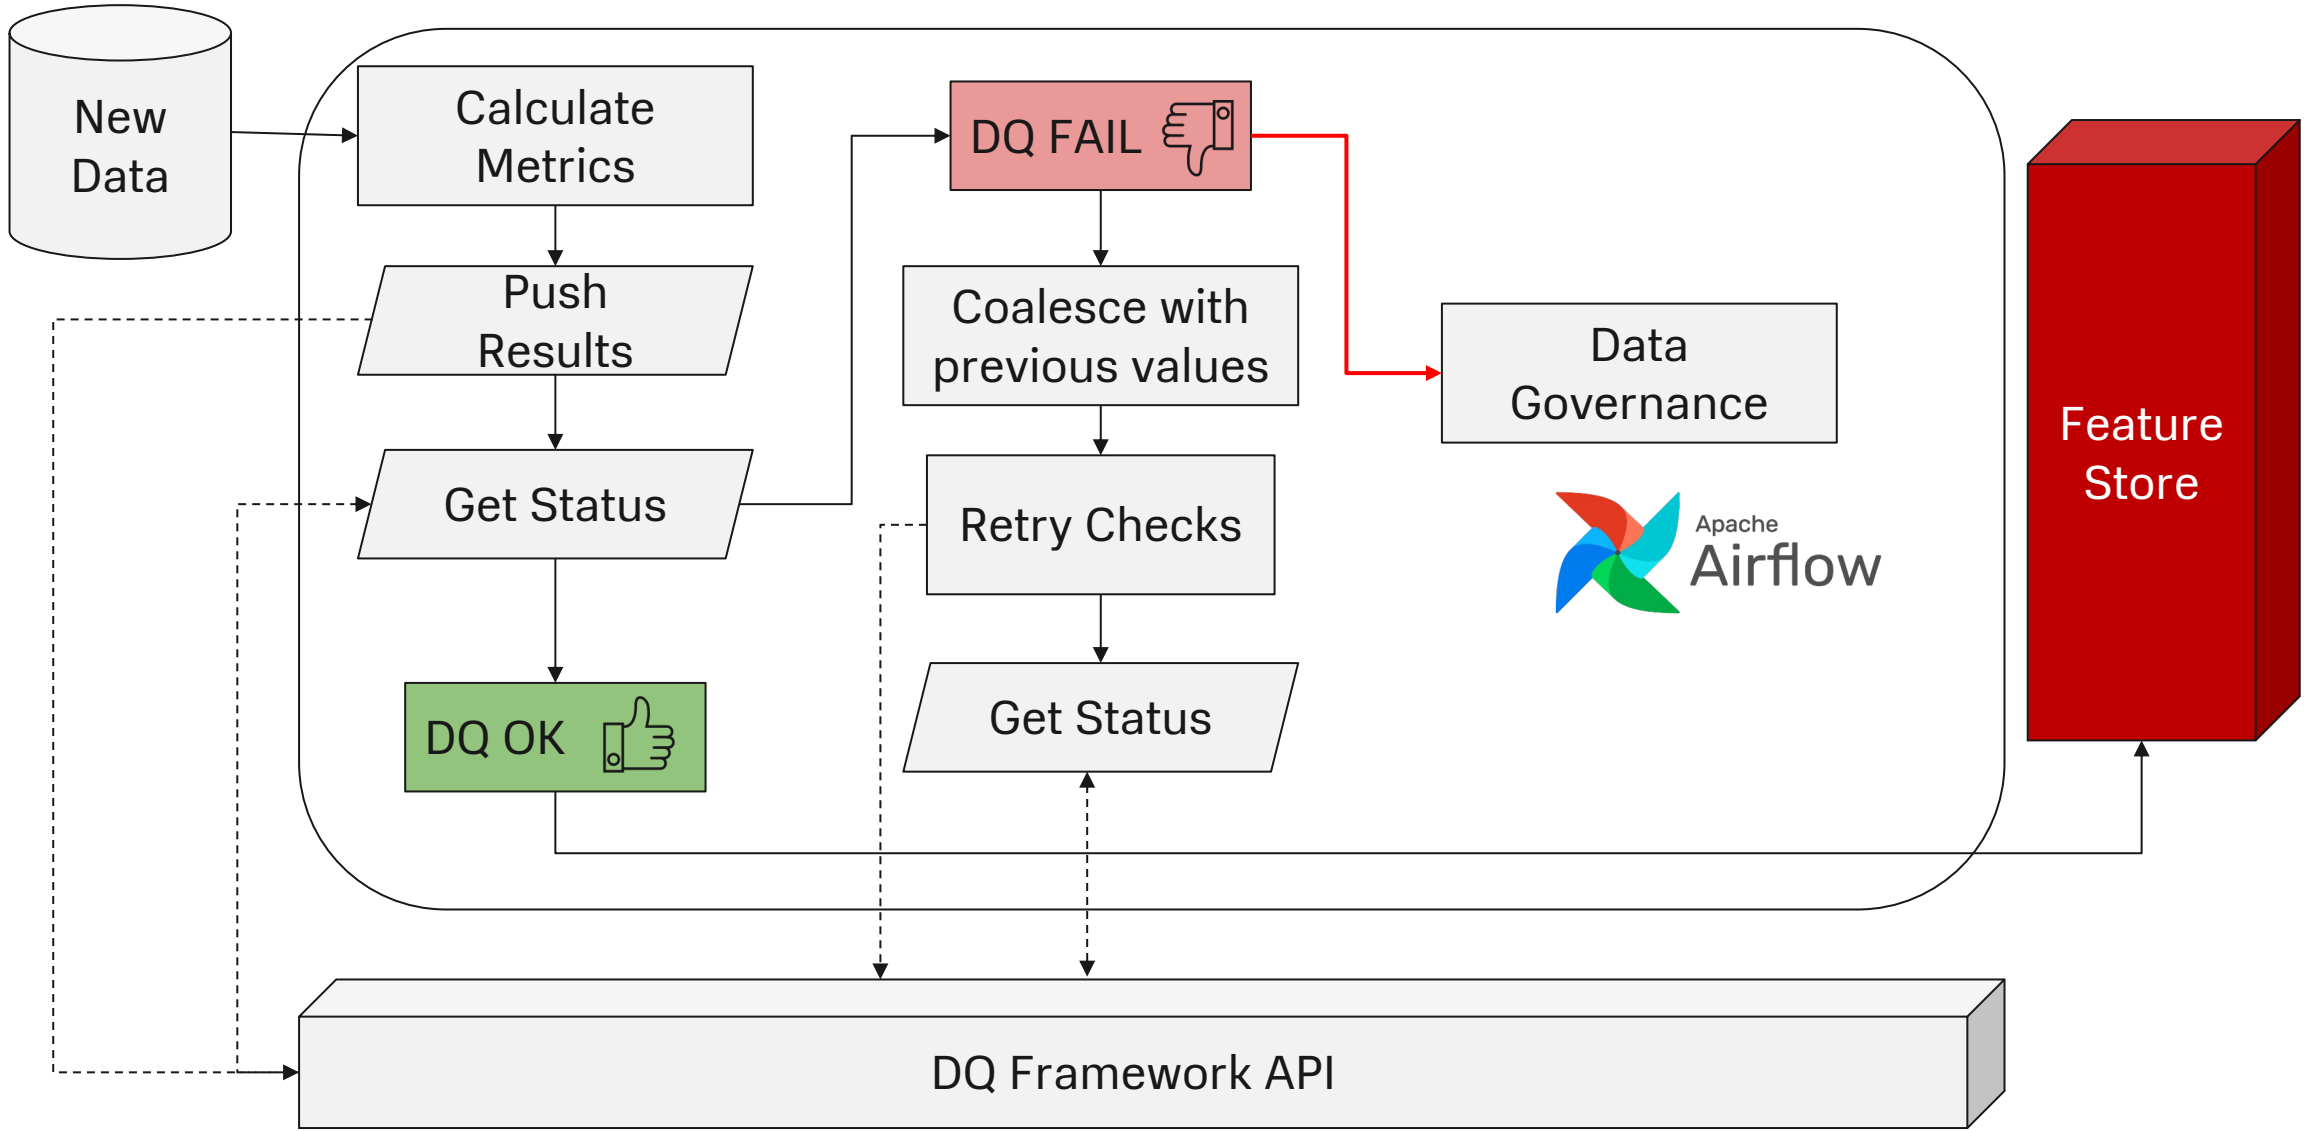 New
Data
Calculate
Metrics
Push
Results
Get Status
DQ OK
DQ FAIL
Coalesce with
previous values
Retry Checks
Get Status
Data
Governance
Apache
Airflow
Feature
Store
DQ Framework API